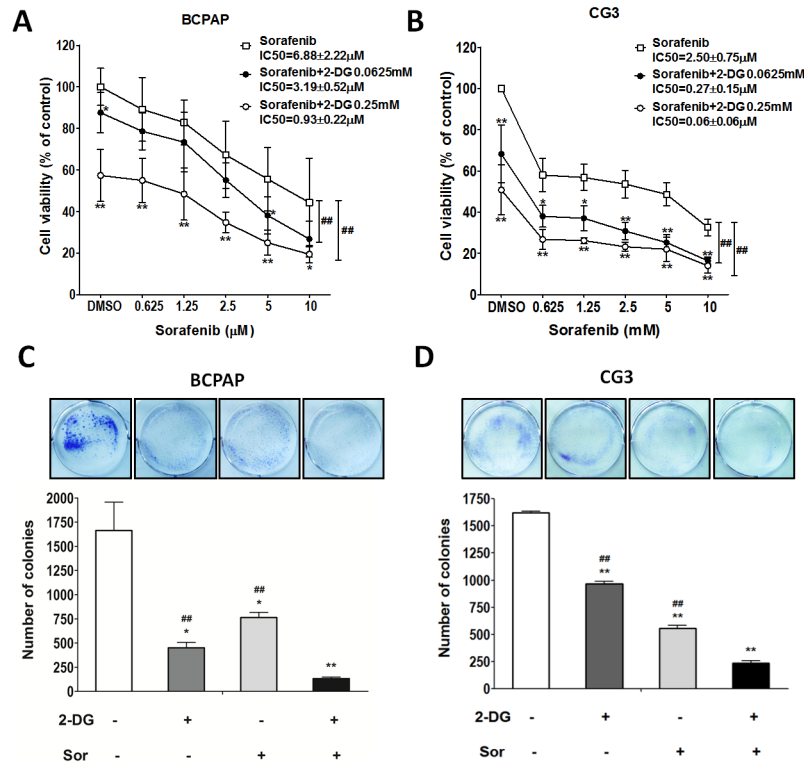 A
BCPAP
Sorafenib
IC50=6.88±2.22μM
Sorafenib+2-DG 0.0625mM
IC50=3.19±0.52μM
Sorafenib+2-DG 0.25mM
IC50=0.93±0.22μM
Cell viability (% of control)
120
100
80
60
40
20
0
*
**
**
**
**
*
**
*
##
##
DMSO 0.625 1.25 2.5 5 10
Sorafenib (μM)
B
CG3
Sorafenib
IC50=2.50±0.75μM
Sorafenib+2-DG 0.0625mM
IC50=0.27±0.15μM
Sorafenib+2-DG 0.25mM
IC50=0.06±0.06μM
Cell viability (% of control)
120
100
80
60
40
20
0
**
**
*
**
*
**
**
**
**
**
**
**
##
##
DMSO 0.625 1.25 2.5 5 10
Sorafenib (mM)
C
BCPAP
Number of colonies
2000
1750
1500
1250
1000
750
500
250
0
##
*
##
*
**
2-DG - + - +
Sor - - + +
D
CG3
Number of colonies
1750
1500
1250
1000
750
500
250
0
##
**
##
**
**
2-DG - + - +
Sor - - + +